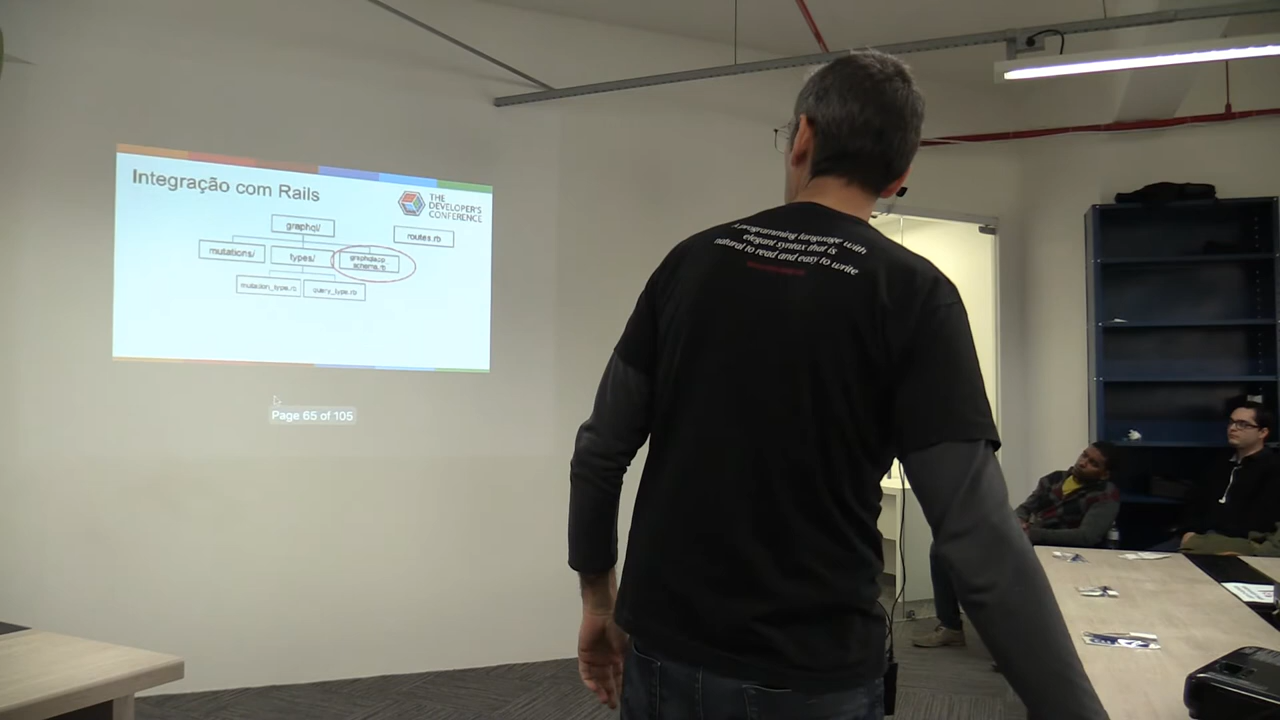 Integração com Rails
THE
DEVELOPER'S
CONFERENCE
graphql/
routes.rb
mutations/
types/
schema.rb
mutation_type.rb
query_type.rb
Page 65 of 105
A programming language with
elegant syntax that is
natural to read and easy to write